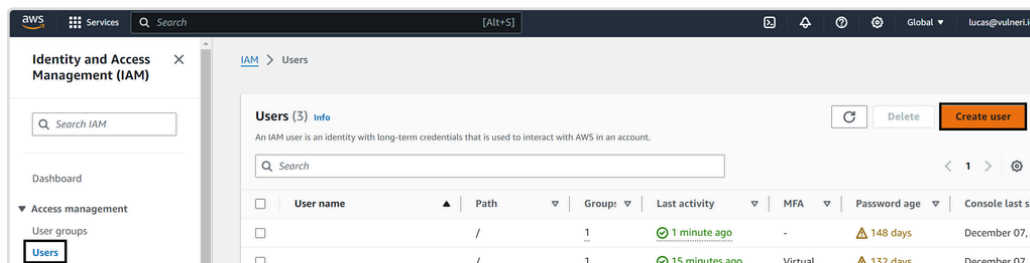 aws
Services
Search
[Alt+S]
Global
lucas@vulneri.i
Identity and Access
Management (IAM)
Search IAM
Dashboard
Access management
User groups
Users
IAM > Users
Users (3) Info
An IAM user is an identity with long-term credentials that is used to interact with AWS in an account.
Delete
Create user
Search
1
User name Path Groups Last activity MFA Password age Console last s
/ 1 1 minute ago - 148 days December 07,
/ 1 15 minutes ago Virtual 132 days December 07,